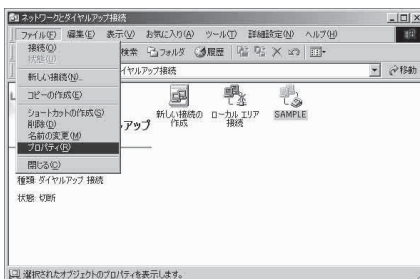 ネットワークとダイヤルアップ接続
ファイル(F) 編集(E) 表示(V) お気に入り(A) ツール(T) 詳細設定(N) ヘルプ(H)
接続(O)
状態(U)
検索 フォルダ 履歴
イヤルアップ接続 移動
新しい接続(N)...
コピーの作成(E)
ショートカットの作成(S)
削除(D)
名前の変更(M)
プロパティ(R)
閉じる(C)
アップ
新しい接続の作成
ローカル エリア接続
SAMPLE
種類: ダイヤルアップ 接続
状態: 切断
選択されたオブジェクトのプロパティを表示します。